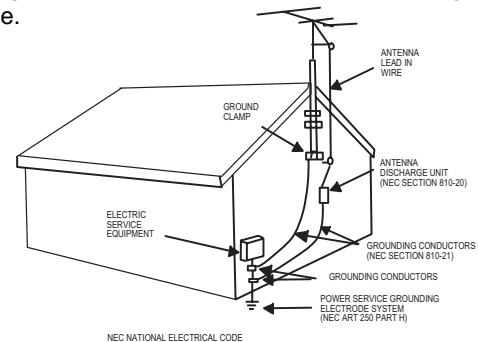 e.
ANTENNA
LEAD IN
WIRE
GROUND
CLAMP
ANTENNA
DISCHARGE UNIT
(NEC SECTION 810-20)
ELECTRIC
SERVICE
EQUIPMENT
GROUNDING CONDUCTORS
(NEC SECTION 810-21)
GROUNDING CONDUCTORS
POWER SERVICE GROUNDING
ELECTRODE SYSTEM
(NEC ART 250 PART H)
NEC NATIONAL ELECTRICAL CODE